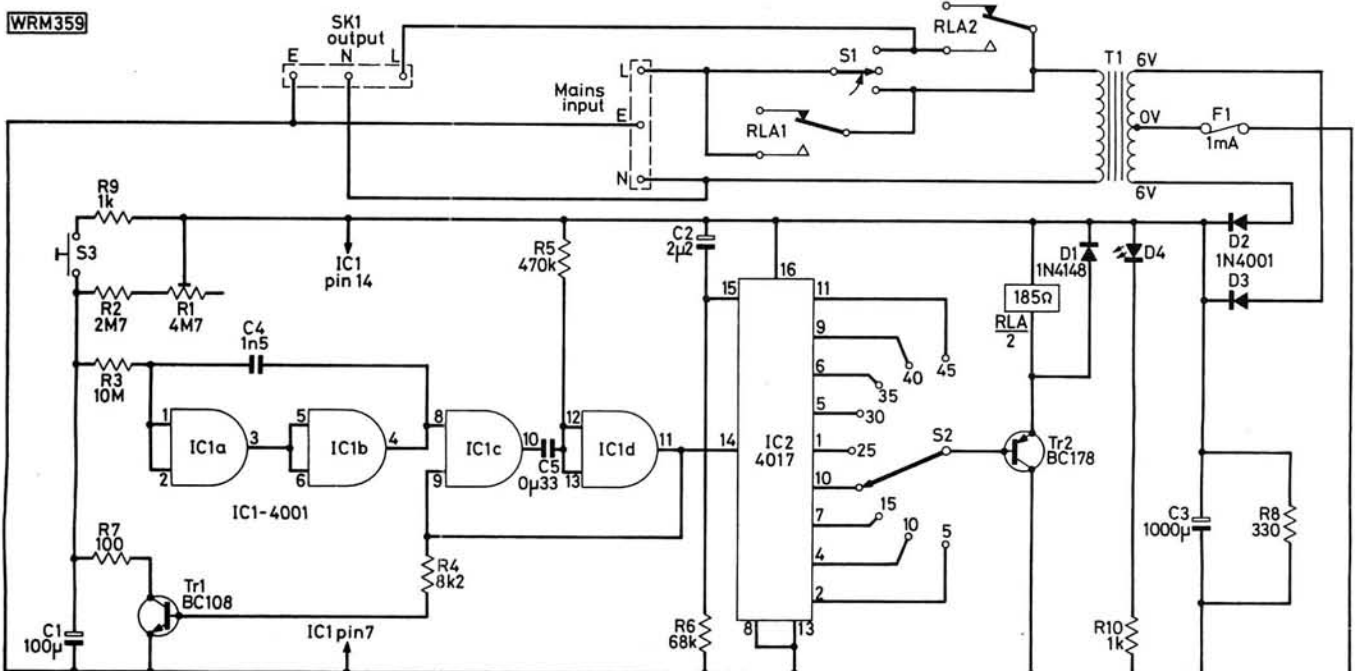 WRM359
SK1
output
E N L
Mains
input
L
E
N
S1
RLA1
RLA2
T1
6V
0V
6V
F1
1mA
R9
1k
S3
R2
2M7
R1
4M7
IC1
pin 14
R5
470k
C2
2μ2
16
15
11
9
6
5
1
10
7
4
2
14
8
13
IC2
4017
45
40
35
30
25
15
10
5
S2
D1
1N4148
D4
D2
1N4001
D3
185Ω
RLA
2
Tr2
BC178
R3
10M
C4
1n5
1
2
IC1a
3
5
6
IC1b
4
8
9
IC1c
10
C5
0μ33
12
13
IC1d
11
IC1-4001
R7
100
Tr1
BC108
C1
100μ
R4
8k2
IC1 pin7
R6
68k
R10
1k
C3
1000μ
R8
330